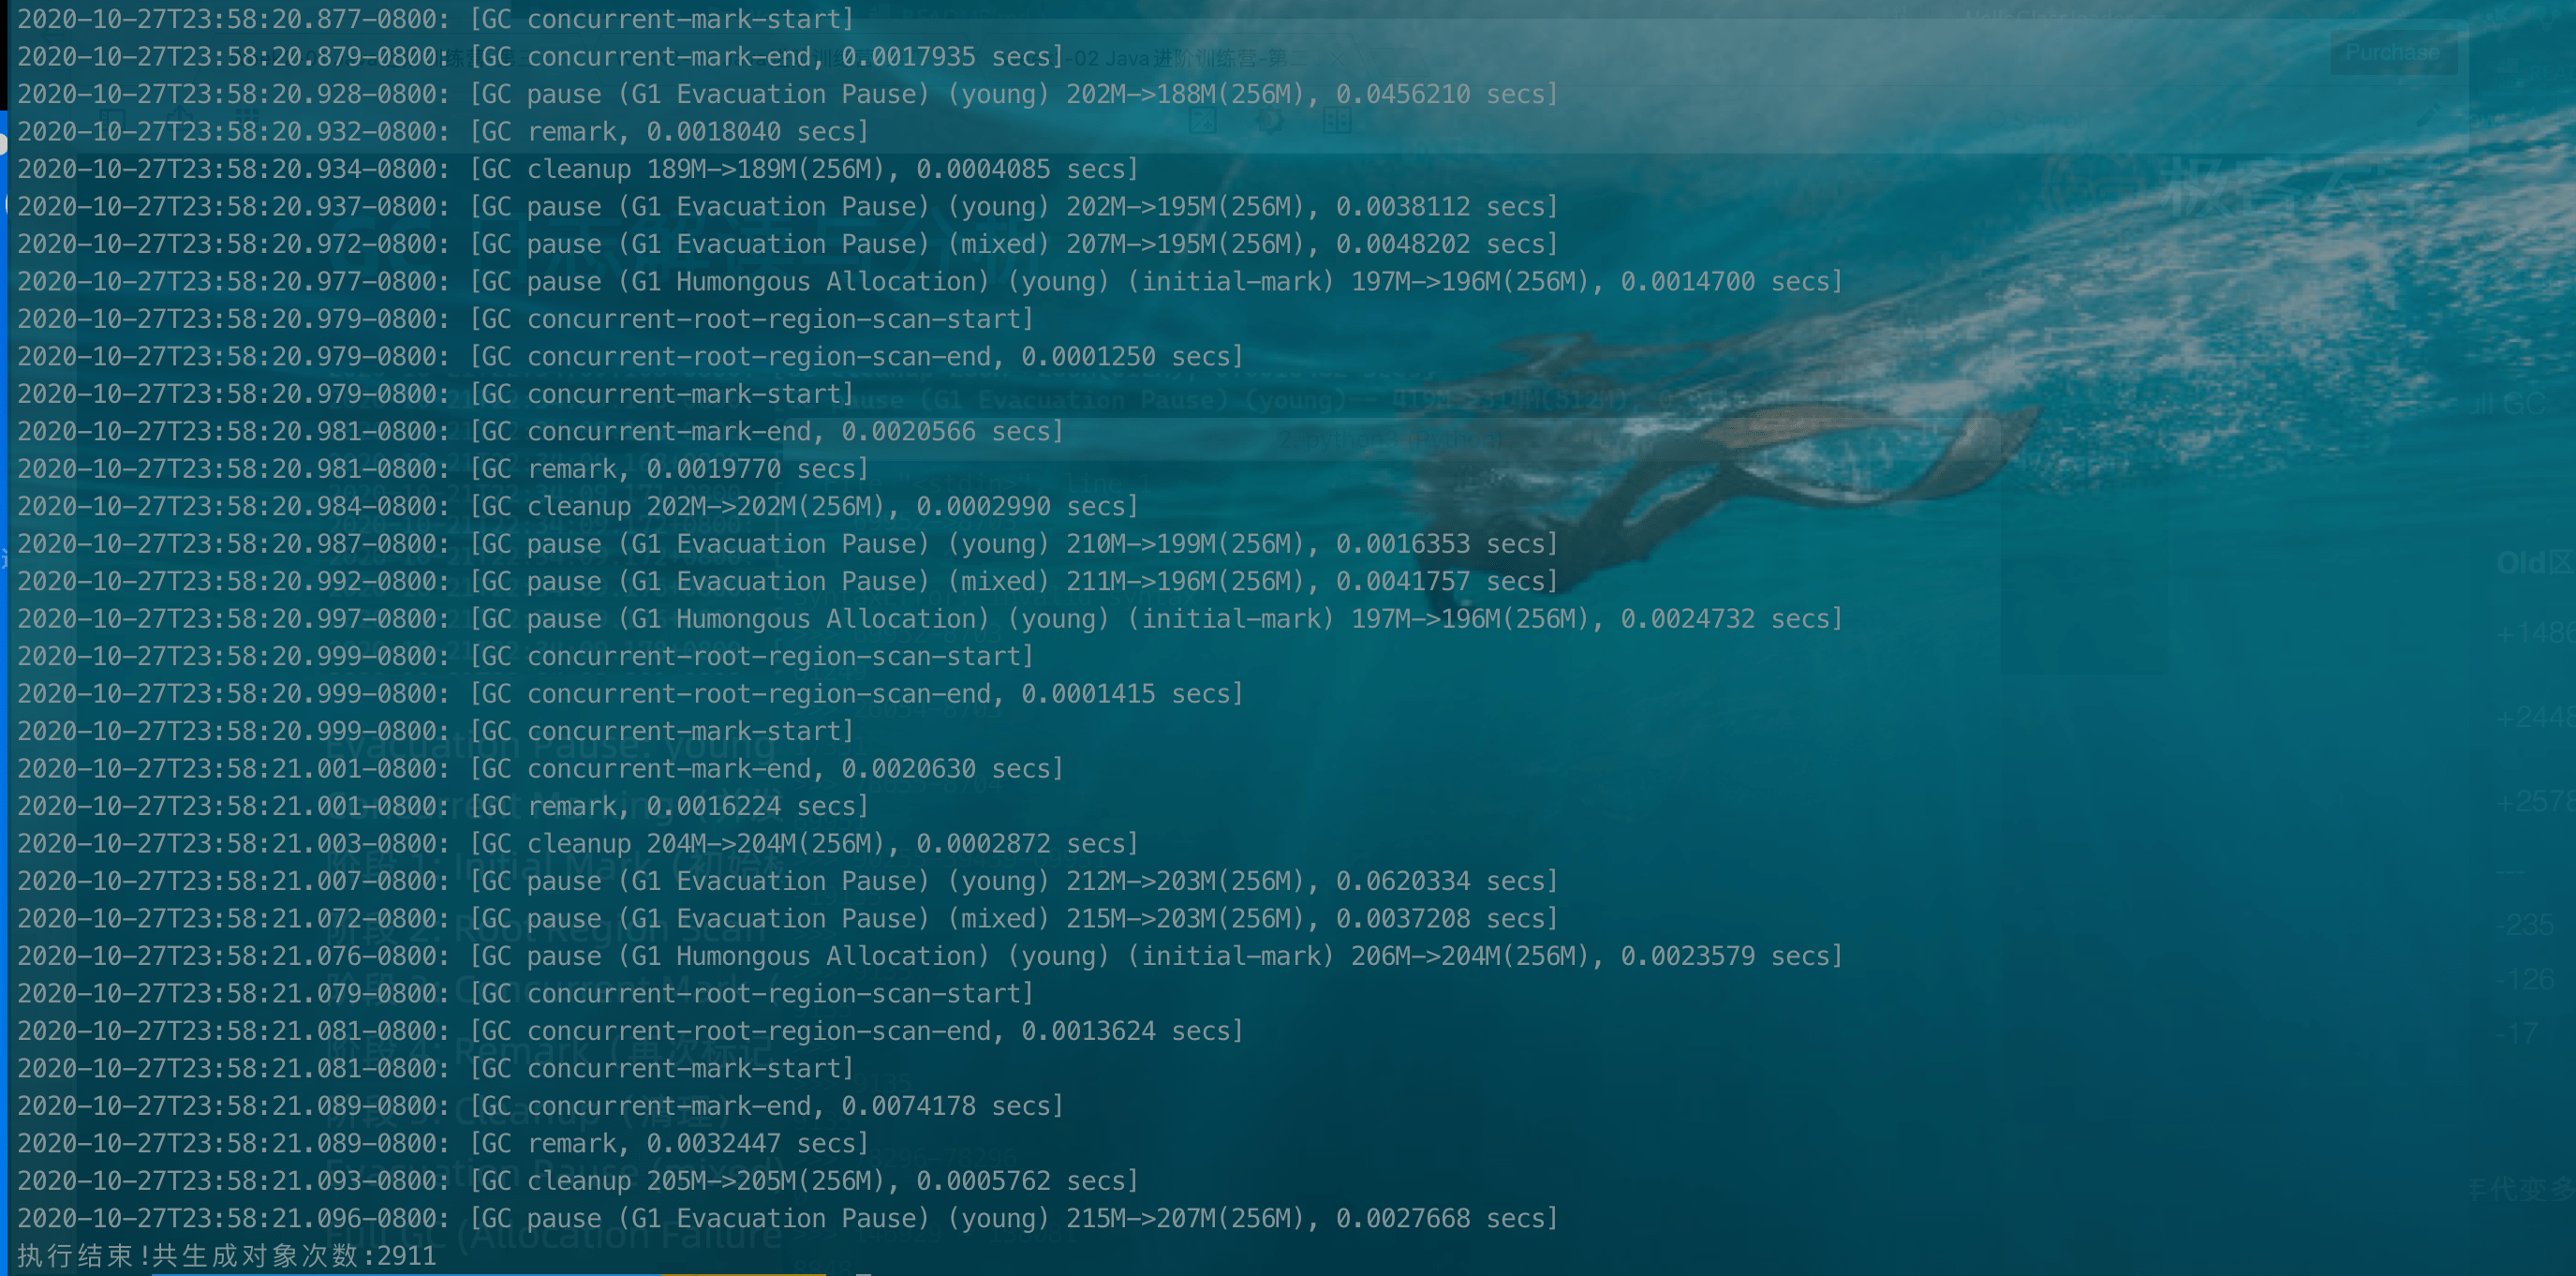 2020-10-27T23:58:20.877-0800: [GC concurrent-mark-start]
2020-10-27T23:58:20.879-0800: [GC concurrent-mark-end, 0.0017935 secs]
-02 Java进阶训练营-第二
Purchase
2020-10-27T23:58:20.928-0800: [GC pause (G1 Evacuation Pause) (young) 202M->188M(256M), 0.0456210 secs]
2020-10-27T23:58:20.932-0800: [GC remark, 0.0018040 secs]
2020-10-27T23:58:20.934-0800: [GC cleanup 189M->189M(256M), 0.0004085 secs]
极客大学
2020-10-27T23:58:20.937-0800: [GC pause (G1 Evacuation Pause) (young) 202M->195M(256M), 0.0038112 secs]
2020-10-27T23:58:20.972-0800: [GC pause (G1 Evacuation Pause) (mixed) 207M->195M(256M), 0.0048202 secs]
2020-10-27T23:58:20.977-0800: [GC pause (G1 Humongous Allocation) (young) (initial-mark) 197M->196M(256M), 0.0014700 secs]
2020-10-27T23:58:20.979-0800: [GC concurrent-root-region-scan-start]
2020-10-27T23:58:20.979-0800: [GC concurrent-root-region-scan-end, 0.0001250 secs]
2020-10-27T23:58:20.979-0800: [GC concurrent-mark-start]
2020-10-27T23:58:20.981-0800: [GC concurrent-mark-end, 0.0020566 secs]
2020-10-27T23:58:20.981-0800: [GC remark, 0.0019770 secs]
2020-10-27T23:58:20.984-0800: [GC cleanup 202M->202M(256M), 0.0002990 secs]
2020-10-27T23:58:20.987-0800: [GC pause (G1 Evacuation Pause) (young) 210M->199M(256M), 0.0016353 secs]
Old区
2020-10-27T23:58:20.992-0800: [GC pause (G1 Evacuation Pause) (mixed) 211M->196M(256M), 0.0041757 secs]
2020-10-27T23:58:20.997-0800: [GC pause (G1 Humongous Allocation) (young) (initial-mark) 197M->196M(256M), 0.0024732 secs]
2020-10-27T23:58:20.999-0800: [GC concurrent-root-region-scan-start]
2020-10-27T23:58:20.999-0800: [GC concurrent-root-region-scan-end, 0.0001415 secs]
2020-10-27T23:58:20.999-0800: [GC concurrent-mark-start]
Evacuation Pause: young
2020-10-27T23:58:21.001-0800: [GC concurrent-mark-end, 0.0020630 secs]
2020-10-27T23:58:21.001-0800: [GC remark, 0.0016224 secs]
2020-10-27T23:58:21.003-0800: [GC cleanup 204M->204M(256M), 0.0002872 secs]
2020-10-27T23:58:21.007-0800: [GC pause (G1 Evacuation Pause) (young) 212M->203M(256M), 0.0620334 secs]
2020-10-27T23:58:21.072-0800: [GC pause (G1 Evacuation Pause) (mixed) 215M->203M(256M), 0.0037208 secs]
-235
2020-10-27T23:58:21.076-0800: [GC pause (G1 Humongous Allocation) (young) (initial-mark) 206M->204M(256M), 0.0023579 secs]
-126
2020-10-27T23:58:21.079-0800: [GC concurrent-root-region-scan-start]
2020-10-27T23:58:21.081-0800: [GC concurrent-root-region-scan-end, 0.0013624 secs]
-17
2020-10-27T23:58:21.081-0800: [GC concurrent-mark-start]
2020-10-27T23:58:21.089-0800: [GC concurrent-mark-end, 0.0074178 secs]
2020-10-27T23:58:21.089-0800: [GC remark, 0.0032447 secs]
2020-10-27T23:58:21.093-0800: [GC cleanup 205M->205M(256M), 0.0005762 secs]
2020-10-27T23:58:21.096-0800: [GC pause (G1 Evacuation Pause) (young) 215M->207M(256M), 0.0027668 secs]
执行结束!共生成对象次数:2911